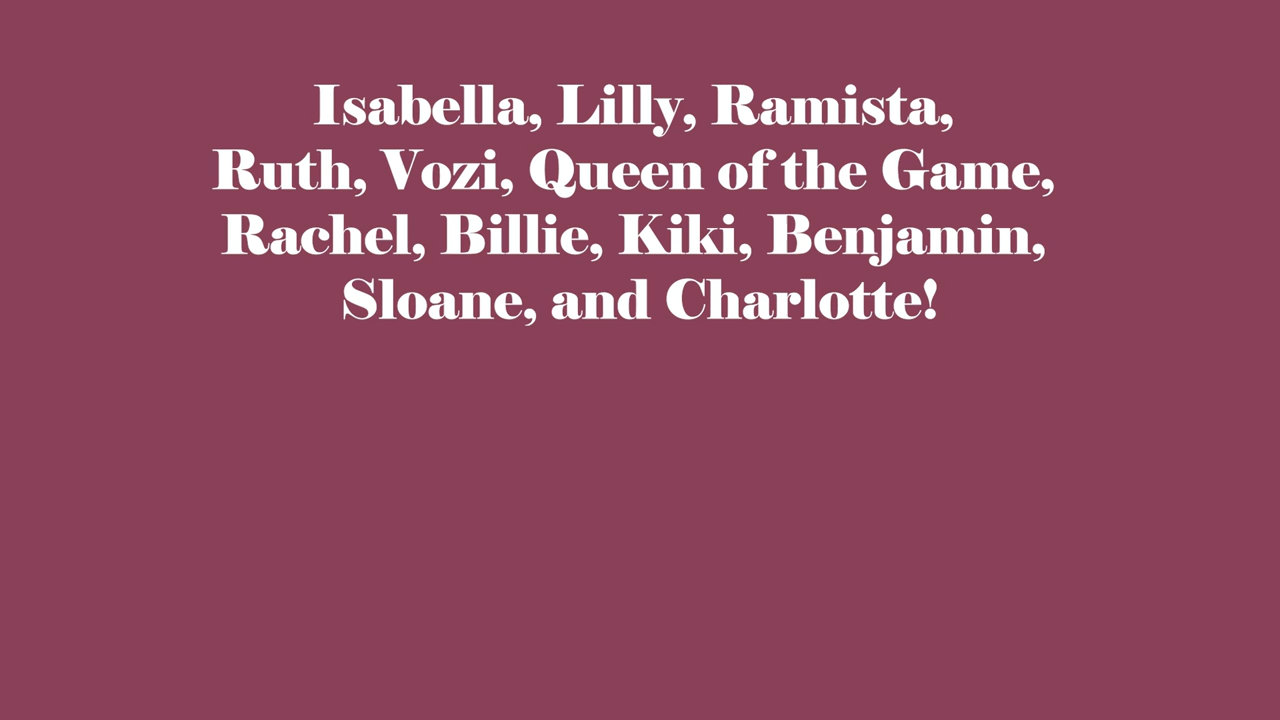 Isabella, Lilly, Ramista,
Ruth, Vozi, Queen of the Game,
Rachel, Billie, Kiki, Benjamin,
Sloane, and Charlotte!